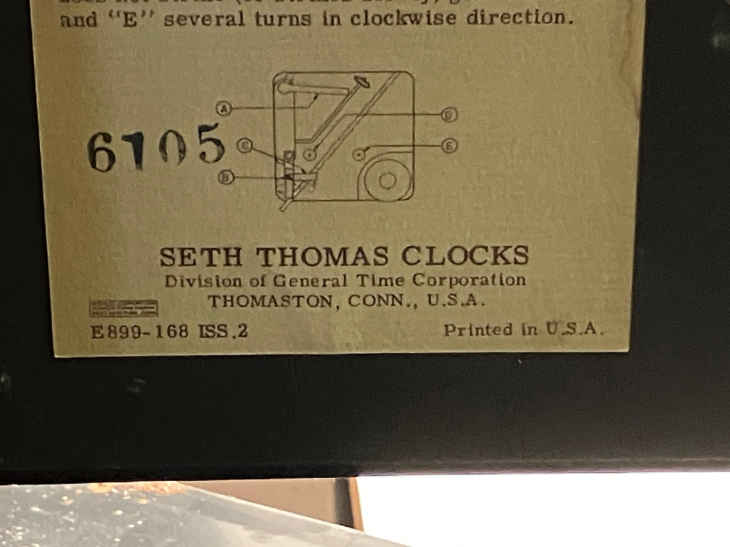 and "E" several turns in clockwise direction.
A
D
6105
C
E
B
SETH THOMAS CLOCKS
Division of General Time Corporation
THOMASTON, CONN., U.S.A.
E899-168 ISS.2
Printed in U.S.A.